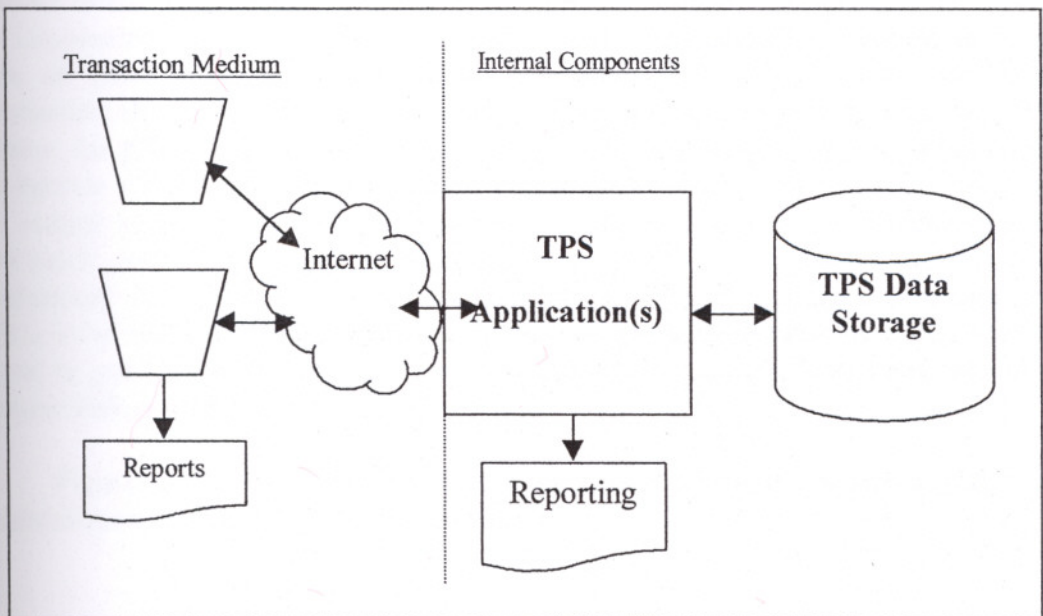 Transaction Medium
Internal Components
Internet
TPS
Application(s)
TPS Data
Storage
Reports
Reporting